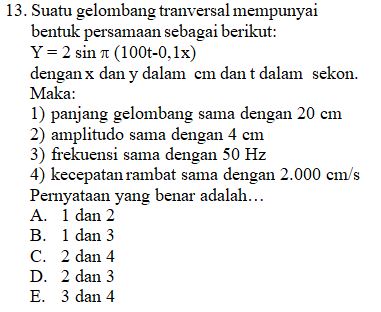 13. Suatu gelombang tranversal mempunyai
bentuk persamaan sebagai berikut:
Y = 2 sin π (100t-0,1x)
dengan x dan y dalam cm dan t dalam sekon.
Maka:
1) panjang gelombang sama dengan 20 cm
2) amplitudo sama dengan 4 cm
3) frekuensi sama dengan 50 Hz
4) kecepatan rambat sama dengan 2.000 cm/s
Pernyataan yang benar adalah…
A. 1 dan 2
B. 1 dan 3
C. 2 dan 4
D. 2 dan 3
E. 3 dan 4